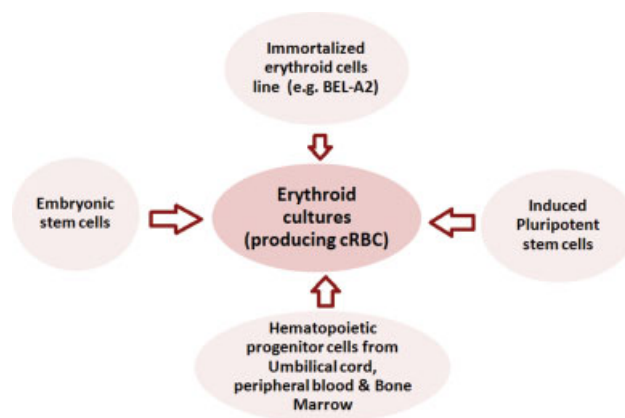 Immortalized
erythroid cells
line (e.g. BEL-A2)
Embryonic
stem cells
Erythroid
cultures
(producing cRBC)
Induced
Pluripotent
stem cells
Hematopoietic
progenitor cells from
Umbilical cord,
peripheral blood & Bone
Marrow